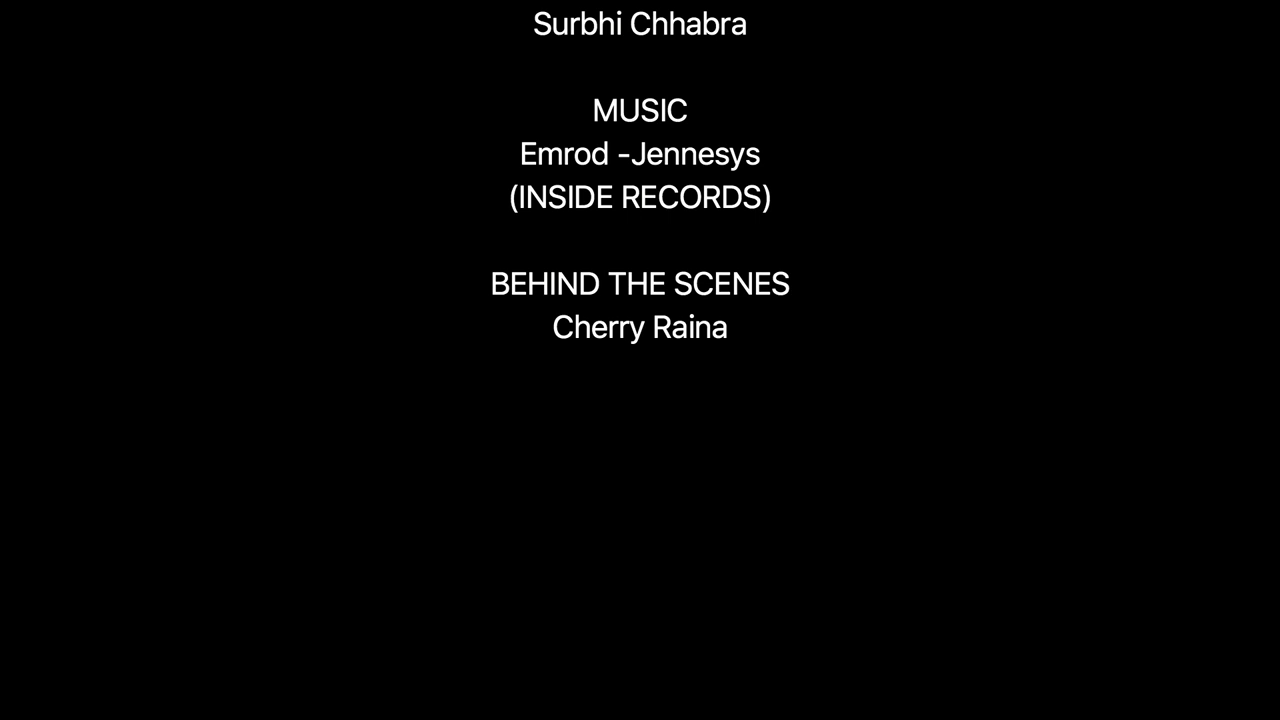 Surbhi Chhabra
MUSIC
Emrod -Jennesys
(INSIDE RECORDS)
BEHIND THE SCENES
Cherry Raina